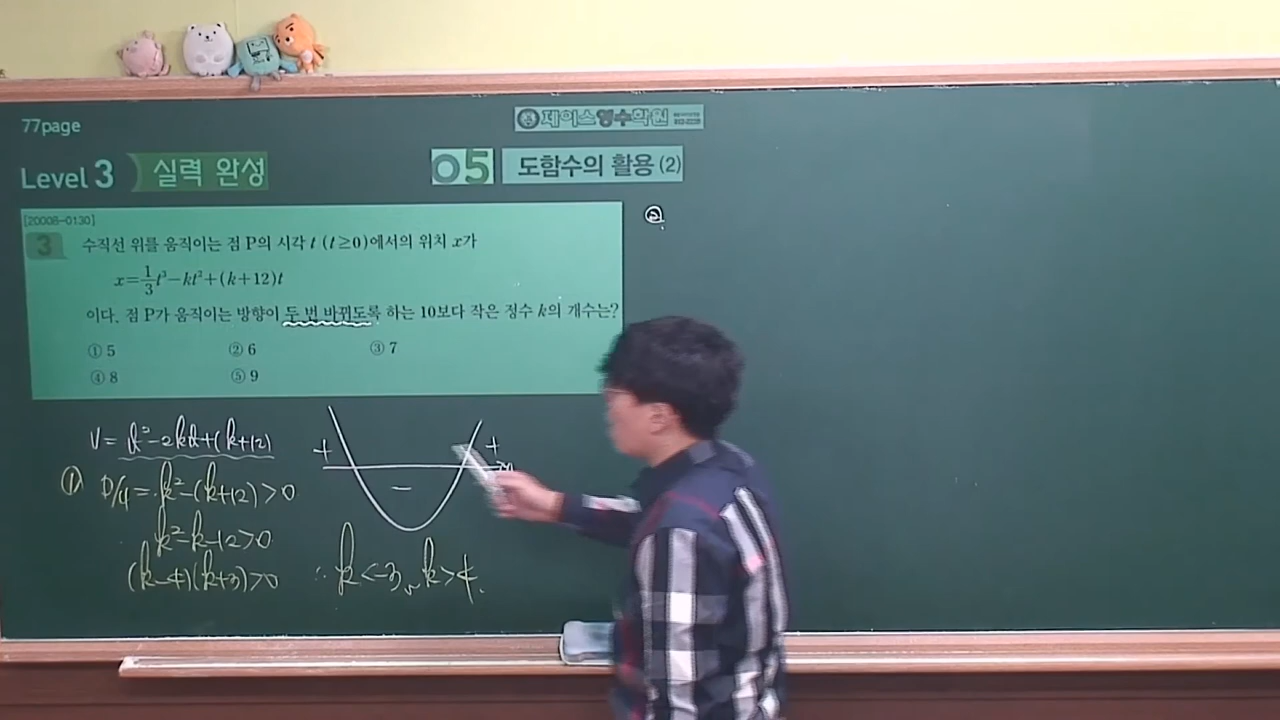 77page
제이스영수학원
Level 3 실력 완성
05 도함수의 활용 (2)
[20008-0130]
3 수직선 위를 움직이는 점 P의 시각 t (t≥0)에서의 위치 x가
x=1/3t³-kt²+(k+12)t
이다. 점 P가 움직이는 방향이 두 번 바뀌도록 하는 10보다 작은 정수 k의 개수는?
① 5 ② 6 ③ 7
④ 8 ⑤ 9
②
V= t²-2kt+(k+12)
① D/4= k²-(k+12)>0
k²-k-12>0
(k-4)(k+3)>0 ∴ k<-3, k>4.
+ - +